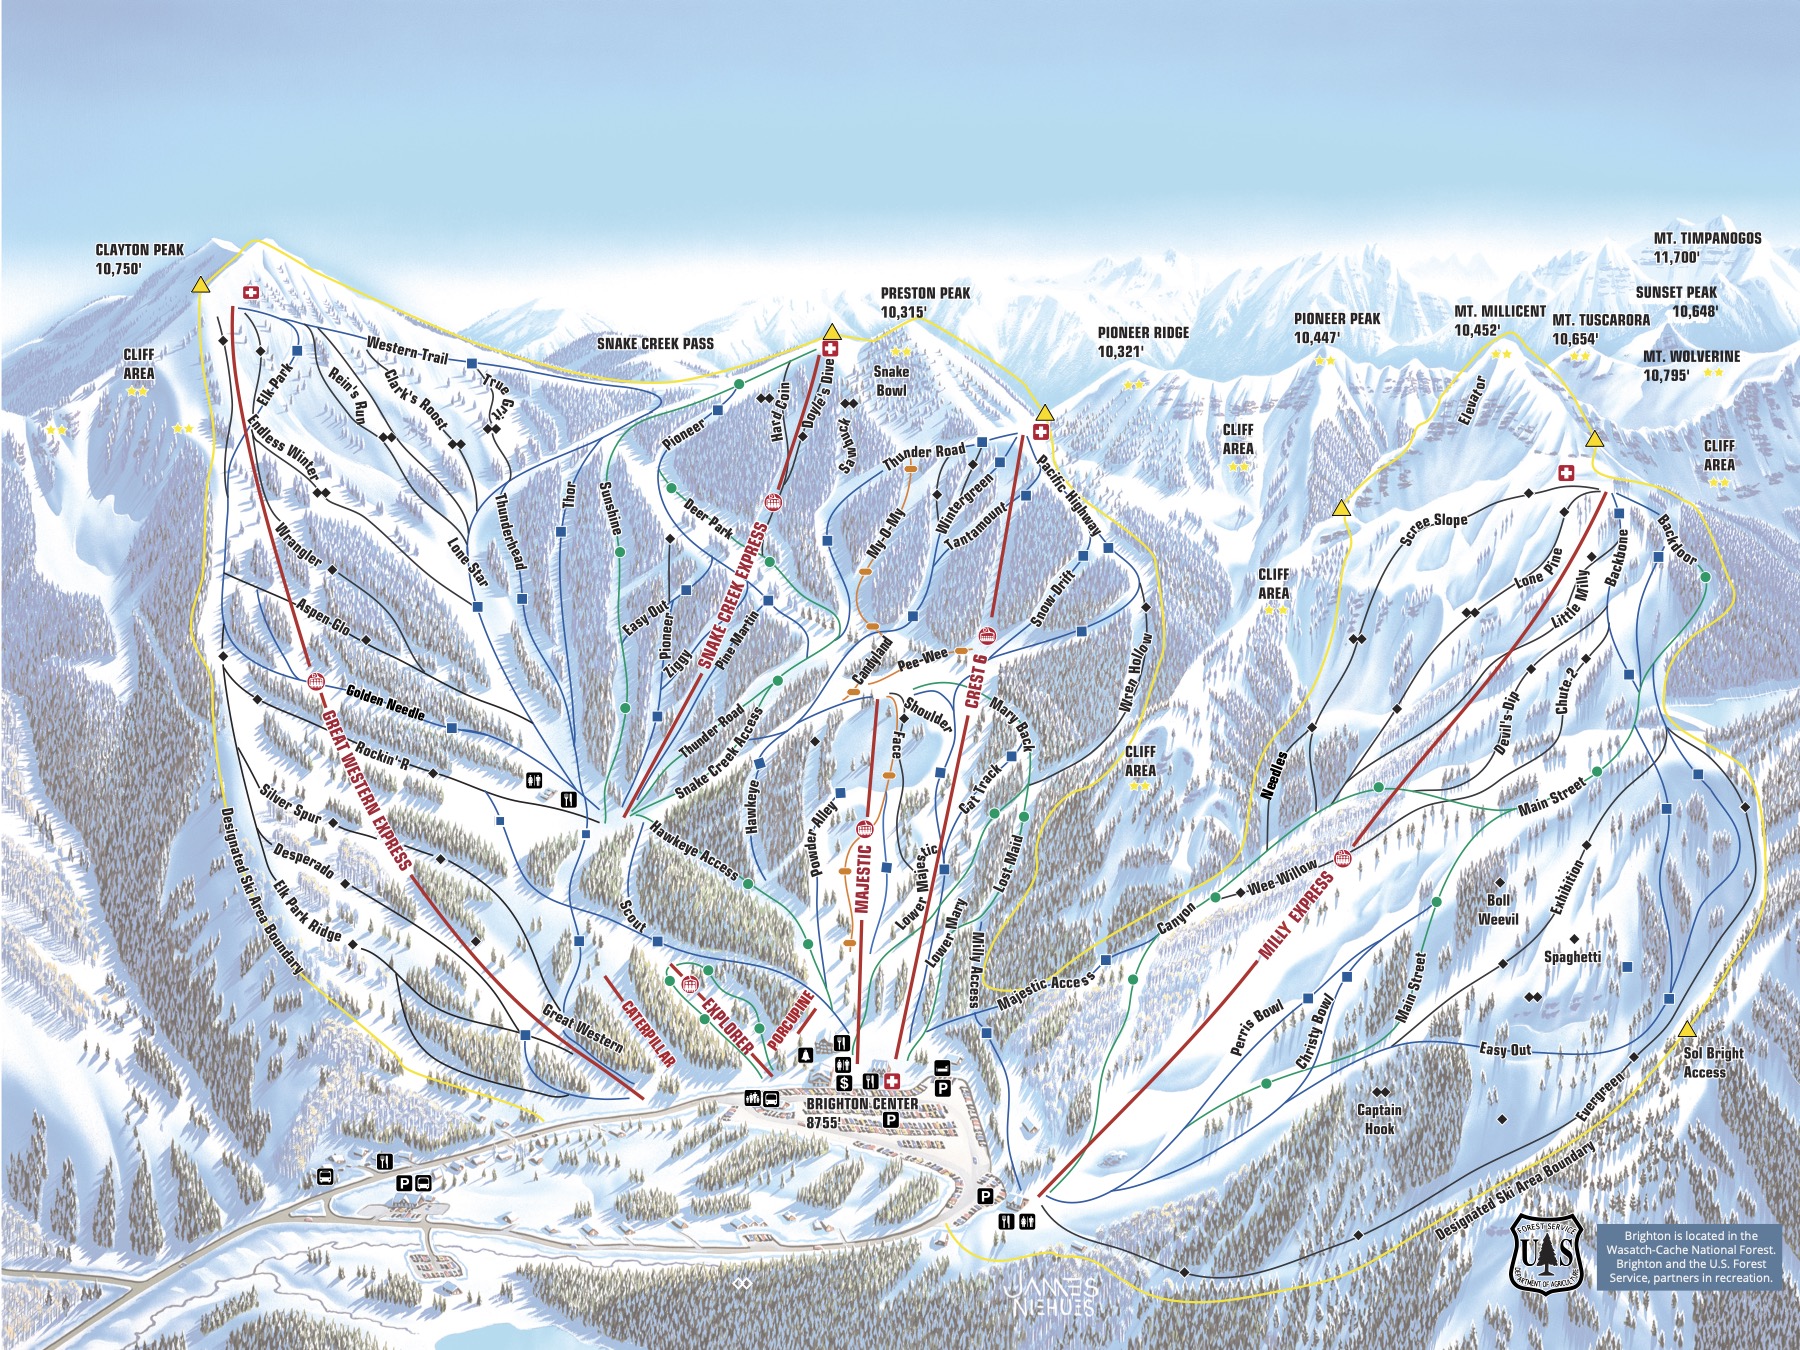 CLAYTON PEAK
10,750'
CLIFF
AREA
SNAKE CREEK PASS
PRESTON PEAK
10,315'
Snake
Bowl
PIONEER RIDGE
10,321'
PIONEER PEAK
10,447'
MT. MILLICENT
10,452'
MT. TUSCARORA
10,654'
MT. TIMPANOGOS
11,700'
SUNSET PEAK
10,648'
MT. WOLVERINE
10,795'
CLIFF
AREA
CLIFF
AREA
CLIFF
AREA
CLIFF
AREA
Western Trail
Elk Park
Rein's Run
Clark's Roost
True Grit
Endless Winter
Wrangler
Aspen Glo
Golden Needle
Rockin' R
Silver Spur
Desperado
Elk Park Ridge
Designated Ski Area Boundary
GREAT WESTERN EXPRESS
Great Western
Lone Star
Thunderhead
Thor
Sunshine
Pioneer
Hard Coin
Doyle's Dive
Sawbuck
Deer Park
Easy Out
Pioneer
Ziggy
SNAKE CREEK EXPRESS
Pine Martin
Thunder Road
Snake Creek Access
Hawkeye Access
Hawkeye
Scout
CATERPILLAR
EXPLORER
PORCUPINE
Thunder Road
My-O-My
Wintergreen
Tantamount
Pacific Highway
Snow Drift
Wren Hollow
Candyland
Pee-Wee
CREST 6
Shoulder
Face
Mary Back
Cat Track
Powder Alley
MAJESTIC
Lower Majestic
Lower Mary
Lost Maid
Milly Access
Majestic Access
Canyon
Wee-Willow
Needles
Elevator
Scree Slope
Lone Pine
Little Milly
Backbone
Backdoor
Devil's Dip
Chute 2
Main Street
MILLY EXPRESS
Boll
Weevil
Exhibition
Spaghetti
Main Street
Perris Bowl
Christy Bowl
Easy Out
Captain
Hook
Evergreen
Sol Bright
Access
Designated Ski Area Boundary
BRIGHTON CENTER
8755'
$
P
P
P
P
JAMES
NIEHUES
FOREST SERVICE
US
DEPARTMENT OF AGRICULTURE
Brighton is located in the
Wasatch-Cache National Forest.
Brighton and the U.S. Forest
Service, partners in recreation.